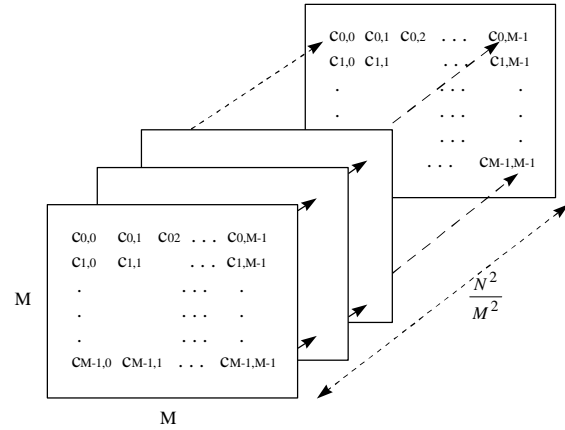 C0,0 C0,1 C0,2 ... C0,M-1
C1,0 C1,1 ... C1,M-1
. ... .
. ... .
. ... .
... CM-1,M-1
C0,0 C0,1 C02 ... C0,M-1
C1,0 C1,1 ... C1,M-1
. ... .
. ... .
. ... .
CM-1,0 CM-1,1 ... CM-1,M-1
M
M
N²
M²